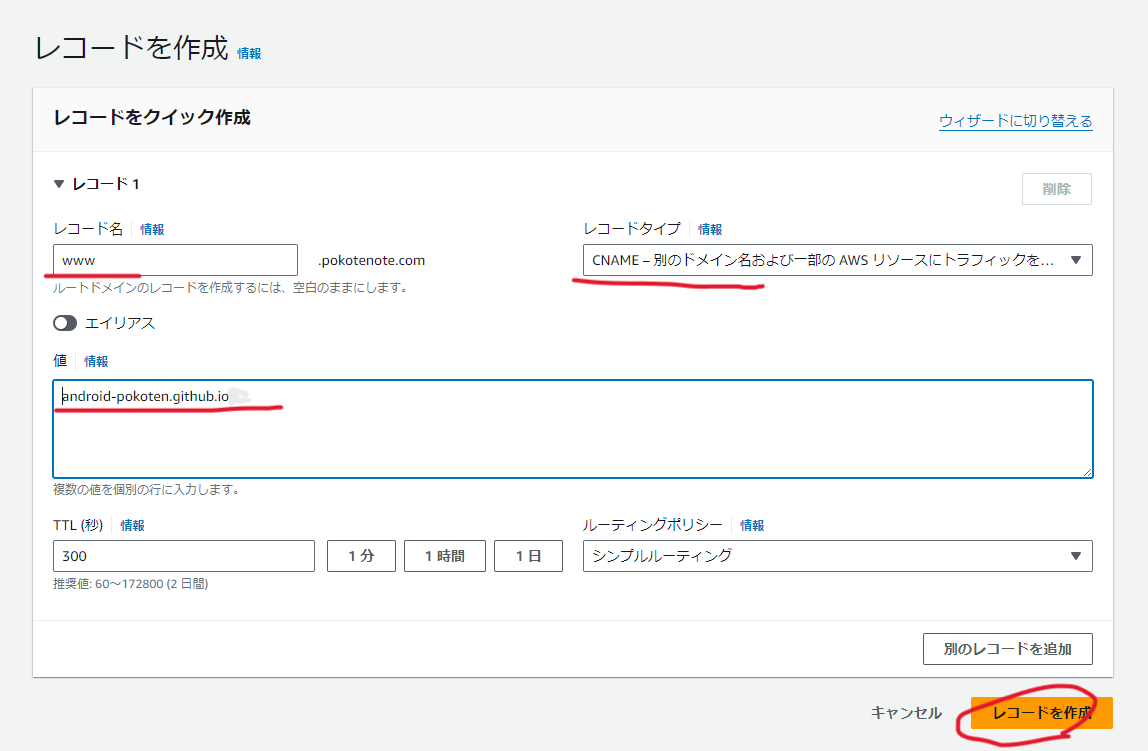 レコードを作成 情報
レコードをクイック作成
ウィザードに切り替える
▼ レコード 1
削除
レコード名 情報
レコードタイプ 情報
www .pokotenote.com
CNAME – 別のドメイン名および一部の AWS リソースにトラフィックを...
ルートドメインのレコードを作成するには、空白のままにします。
エイリアス
値 情報
android-pokoten.github.io
複数の値を個別の行に入力します。
TTL (秒) 情報
ルーティングポリシー 情報
300 1 分 1 時間 1 日
シンプルルーティング
推奨値: 60～172800 (2 日間)
別のレコードを追加
キャンセル レコードを作成